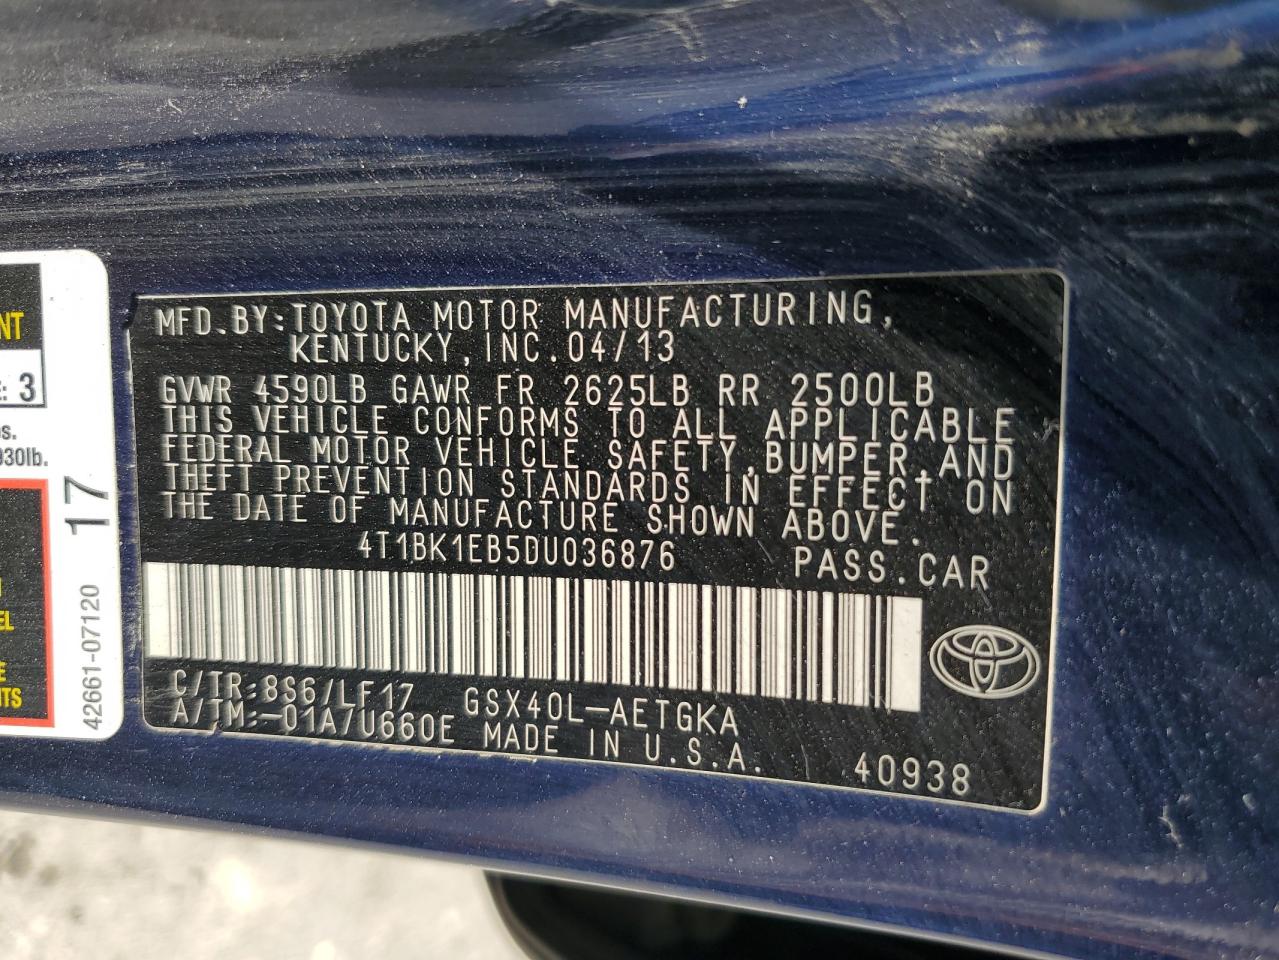 MFD.BY:TOYOTA MOTOR MANUFACTURING,
KENTUCKY,INC.04/13
GVWR 4590LB GAWR FR 2625LB RR 2500LB
THIS VEHICLE CONFORMS TO ALL APPLICABLE
FEDERAL MOTOR VEHICLE SAFETY,BUMPER,AND
THEFT PREVENTION STANDARDS IN EFFECT ON
THE DATE OF MANUFACTURE SHOWN ABOVE.
4T1BK1EB5DU036876 PASS.CAR
C/TR:8S6/LF17 GSX40L-AETGKA
A/TM:-01A/U660E MADE IN U.S.A. 40938
3
930lb.
17
42661-07120